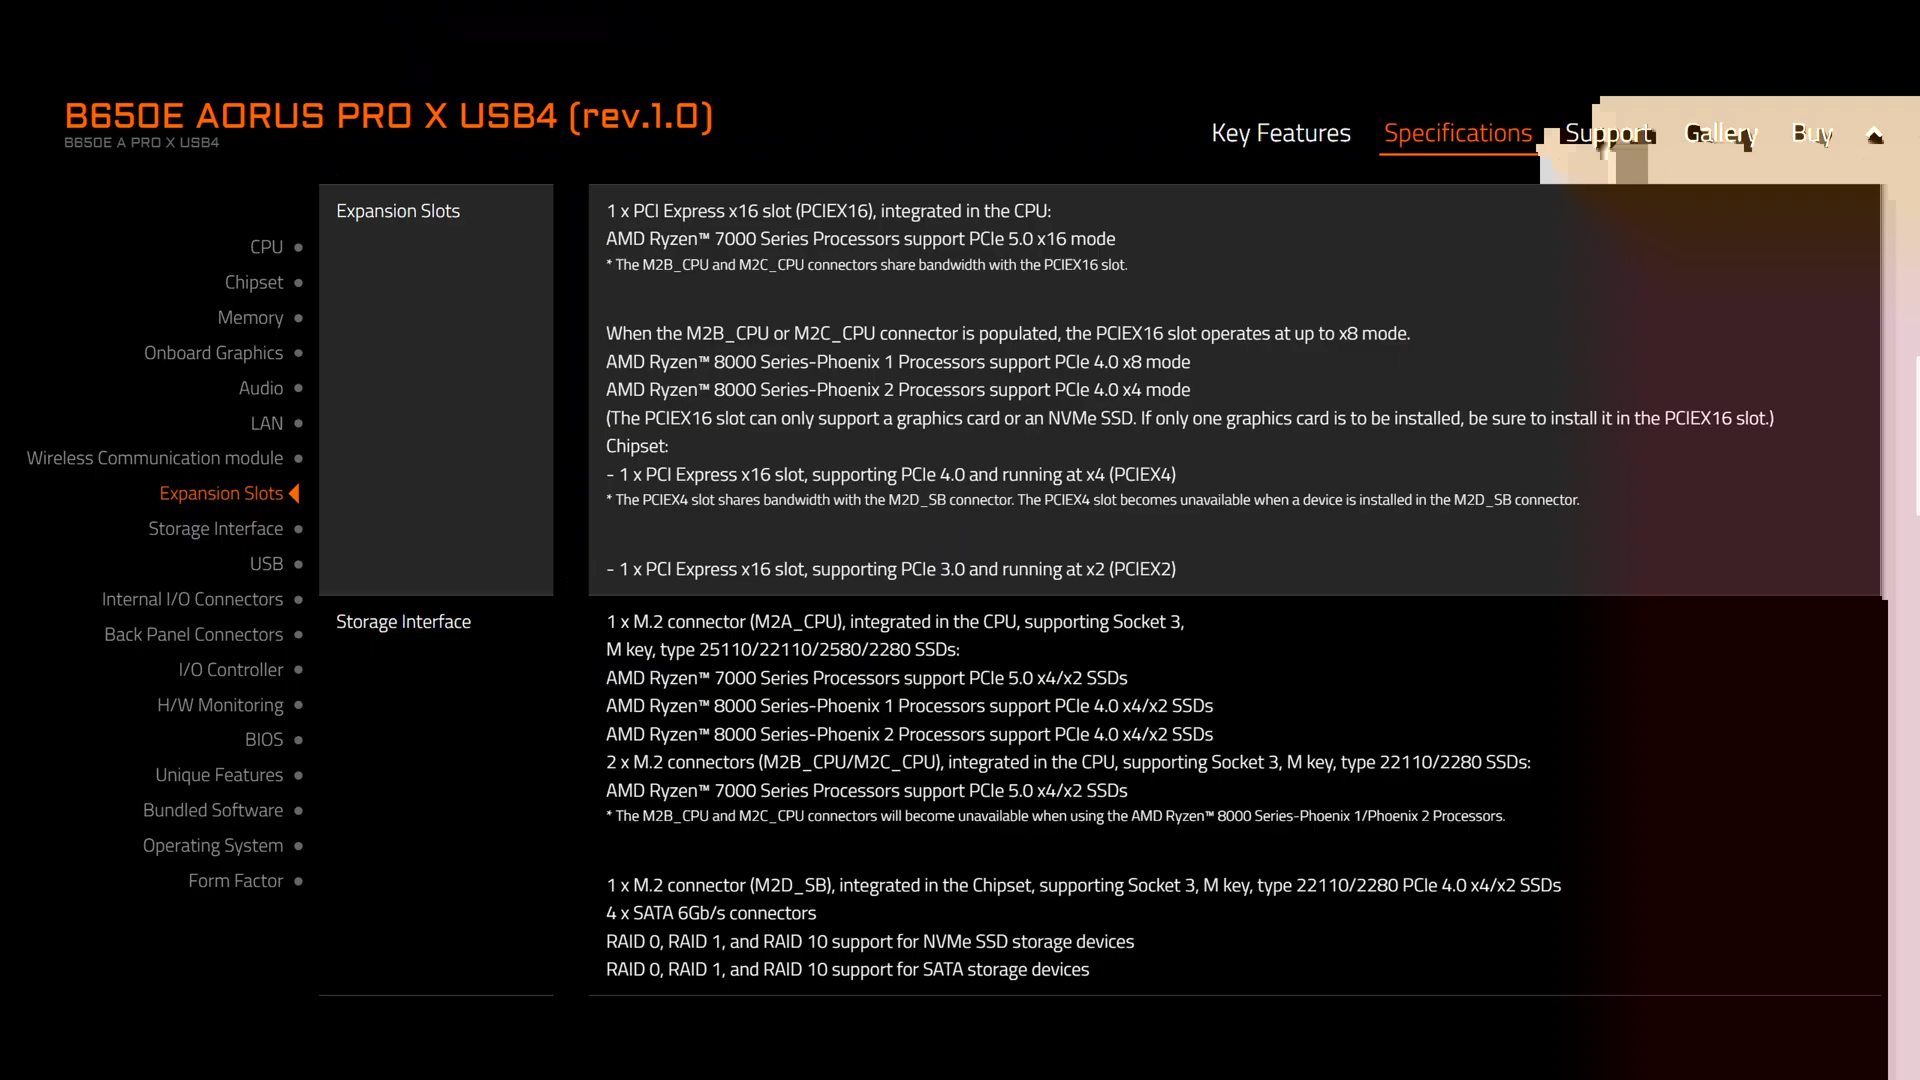 B650E AORUS PRO X USB4 (rev.1.0)
B650E A PRO X USB4
Key Features
Specifications
Support
Gallery
Buy
CPU
Chipset
Memory
Onboard Graphics
Audio
LAN
Wireless Communication module
Expansion Slots
Storage Interface
USB
Internal I/O Connectors
Back Panel Connectors
I/O Controller
H/W Monitoring
BIOS
Unique Features
Bundled Software
Operating System
Form Factor
Expansion Slots
1 x PCI Express x16 slot (PCIEX16), integrated in the CPU:
AMD Ryzen™ 7000 Series Processors support PCIe 5.0 x16 mode
* The M2B_CPU and M2C_CPU connectors share bandwidth with the PCIEX16 slot.
When the M2B_CPU or M2C_CPU connector is populated, the PCIEX16 slot operates at up to x8 mode.
AMD Ryzen™ 8000 Series-Phoenix 1 Processors support PCIe 4.0 x8 mode
AMD Ryzen™ 8000 Series-Phoenix 2 Processors support PCIe 4.0 x4 mode
(The PCIEX16 slot can only support a graphics card or an NVMe SSD. If only one graphics card is to be installed, be sure to install it in the PCIEX16 slot.)
Chipset:
- 1 x PCI Express x16 slot, supporting PCIe 4.0 and running at x4 (PCIEX4)
* The PCIEX4 slot shares bandwidth with the M2D_SB connector. The PCIEX4 slot becomes unavailable when a device is installed in the M2D_SB connector.
- 1 x PCI Express x16 slot, supporting PCIe 3.0 and running at x2 (PCIEX2)
Storage Interface
1 x M.2 connector (M2A_CPU), integrated in the CPU, supporting Socket 3,
M key, type 25110/22110/2580/2280 SSDs:
AMD Ryzen™ 7000 Series Processors support PCIe 5.0 x4/x2 SSDs
AMD Ryzen™ 8000 Series-Phoenix 1 Processors support PCIe 4.0 x4/x2 SSDs
AMD Ryzen™ 8000 Series-Phoenix 2 Processors support PCIe 4.0 x4/x2 SSDs
2 x M.2 connectors (M2B_CPU/M2C_CPU), integrated in the CPU, supporting Socket 3, M key, type 22110/2280 SSDs:
AMD Ryzen™ 7000 Series Processors support PCIe 5.0 x4/x2 SSDs
* The M2B_CPU and M2C_CPU connectors will become unavailable when using the AMD Ryzen™ 8000 Series-Phoenix 1/Phoenix 2 Processors.
1 x M.2 connector (M2D_SB), integrated in the Chipset, supporting Socket 3, M key, type 22110/2280 PCIe 4.0 x4/x2 SSDs
4 x SATA 6Gb/s connectors
RAID 0, RAID 1, and RAID 10 support for NVMe SSD storage devices
RAID 0, RAID 1, and RAID 10 support for SATA storage devices